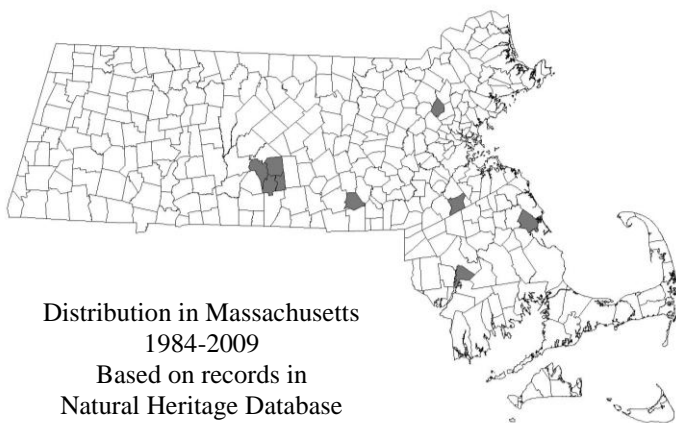 Distribution in Massachusetts
1984-2009
Based on records in
Natural Heritage Database